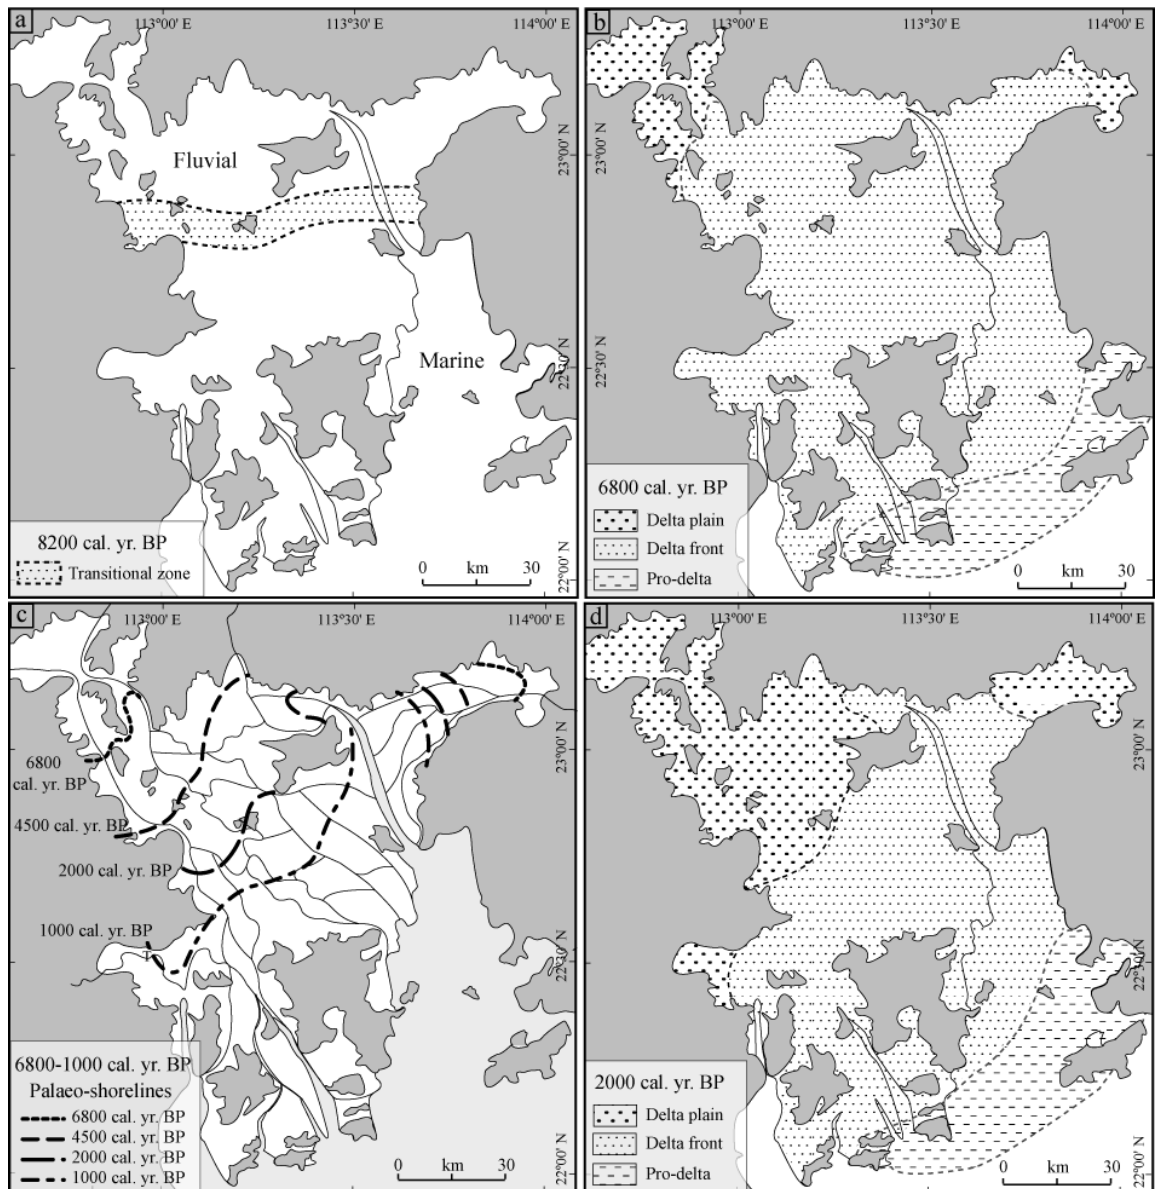 a
113°00' E
113°30' E
114°00' E
Fluvial
23°00' N
Marine
22°30' N
8200 cal. yr. BP
Transitional zone
0 km 30
22°00' N
b
113°00' E
113°30' E
114°00' E
23°00' N
22°30' N
6800 cal. yr. BP
Delta plain
Delta front
Pro-delta
0 km 30
22°00' N
c
113°00' E
113°30' E
114°00' E
6800
cal. yr. BP
23°00' N
4500 cal. yr. BP
2000 cal. yr. BP
1000 cal. yr. BP
22°30' N
6800-1000 cal. yr. BP
Palaeo-shorelines
6800 cal. yr. BP
4500 cal. yr. BP
2000 cal. yr. BP
1000 cal. yr. BP
0 km 30
22°00' N
d
113°00' E
113°30' E
114°00' E
23°00' N
22°30' N
2000 cal. yr. BP
Delta plain
Delta front
Pro-delta
0 km 30
22°00' N